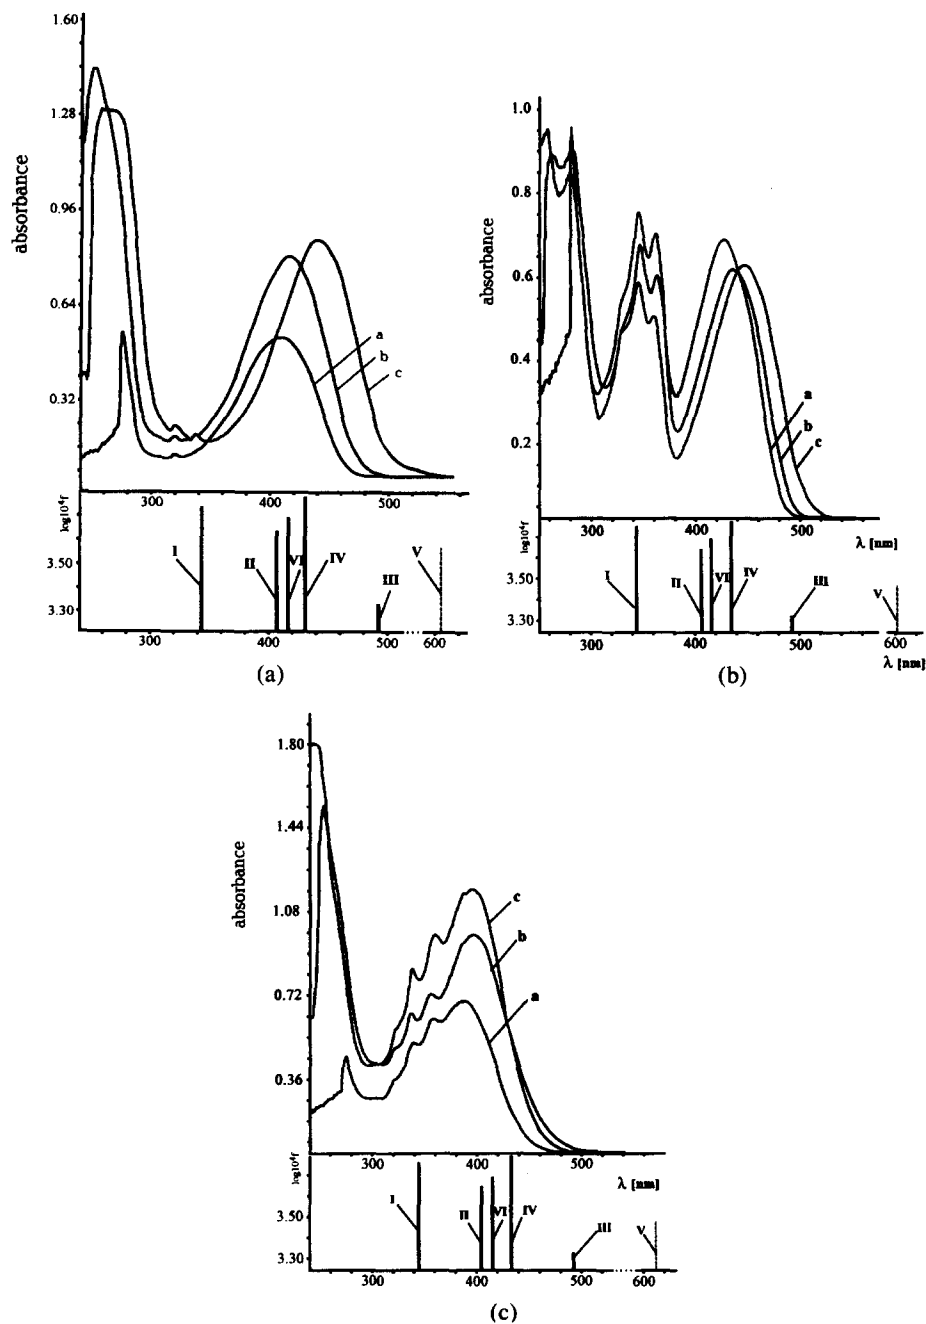 1.60
1.28
0.96
0.64
0.32
absorbance
a
b
c
300
400
500
log10⁴f
3.50
3.30
I
II
VI
IV
III
V
300
400
500
600
λ [nm]
(a)
1.0
0.8
0.6
0.4
0.2
absorbance
a
b
c
300
400
500
λ [nm]
log10⁴f
3.50
3.30
I
II
VI
IV
III
V
300
400
500
600
λ [nm]
(b)
1.80
1.44
1.08
0.72
0.36
absorbance
c
b
a
300
400
500
λ [nm]
log10⁴f
3.50
3.30
I
II
VI
IV
III
V
300
400
500
600
(c)